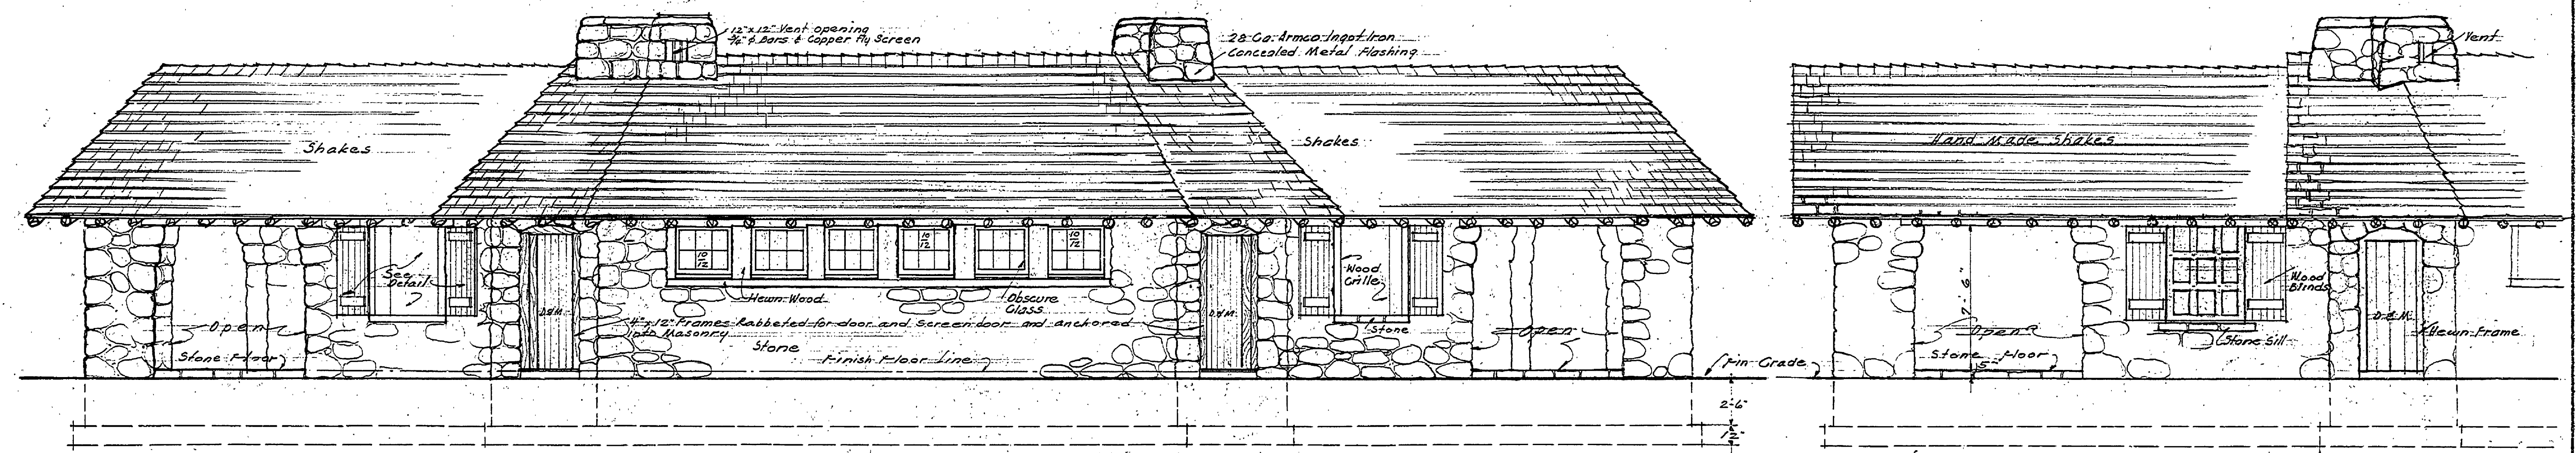 12"x12" Vent opening
3/4" ⌀ Bars & Copper Fly Screen
28 Ga. Armco Ingot Iron
Concealed Metal Flashing
Vent
Shakes
Shakes
Hand Made Shakes
See
Detail
10
12
10
12
10
12
Wood
Grille
Wood
Blinds
7'-6"
Hewn Wood
Obscure
Glass
D & M
D & M
D. & M.
4"x12" Frames Rabbeted for door and screen door and anchored
into Masonry
Stone
Finish Floor Line
Open
Stone Floor
Stone
Open
Fin Grade
Open
Stone Floor
5"
Stone Sill
Hewn Frame
2'-6"
12"